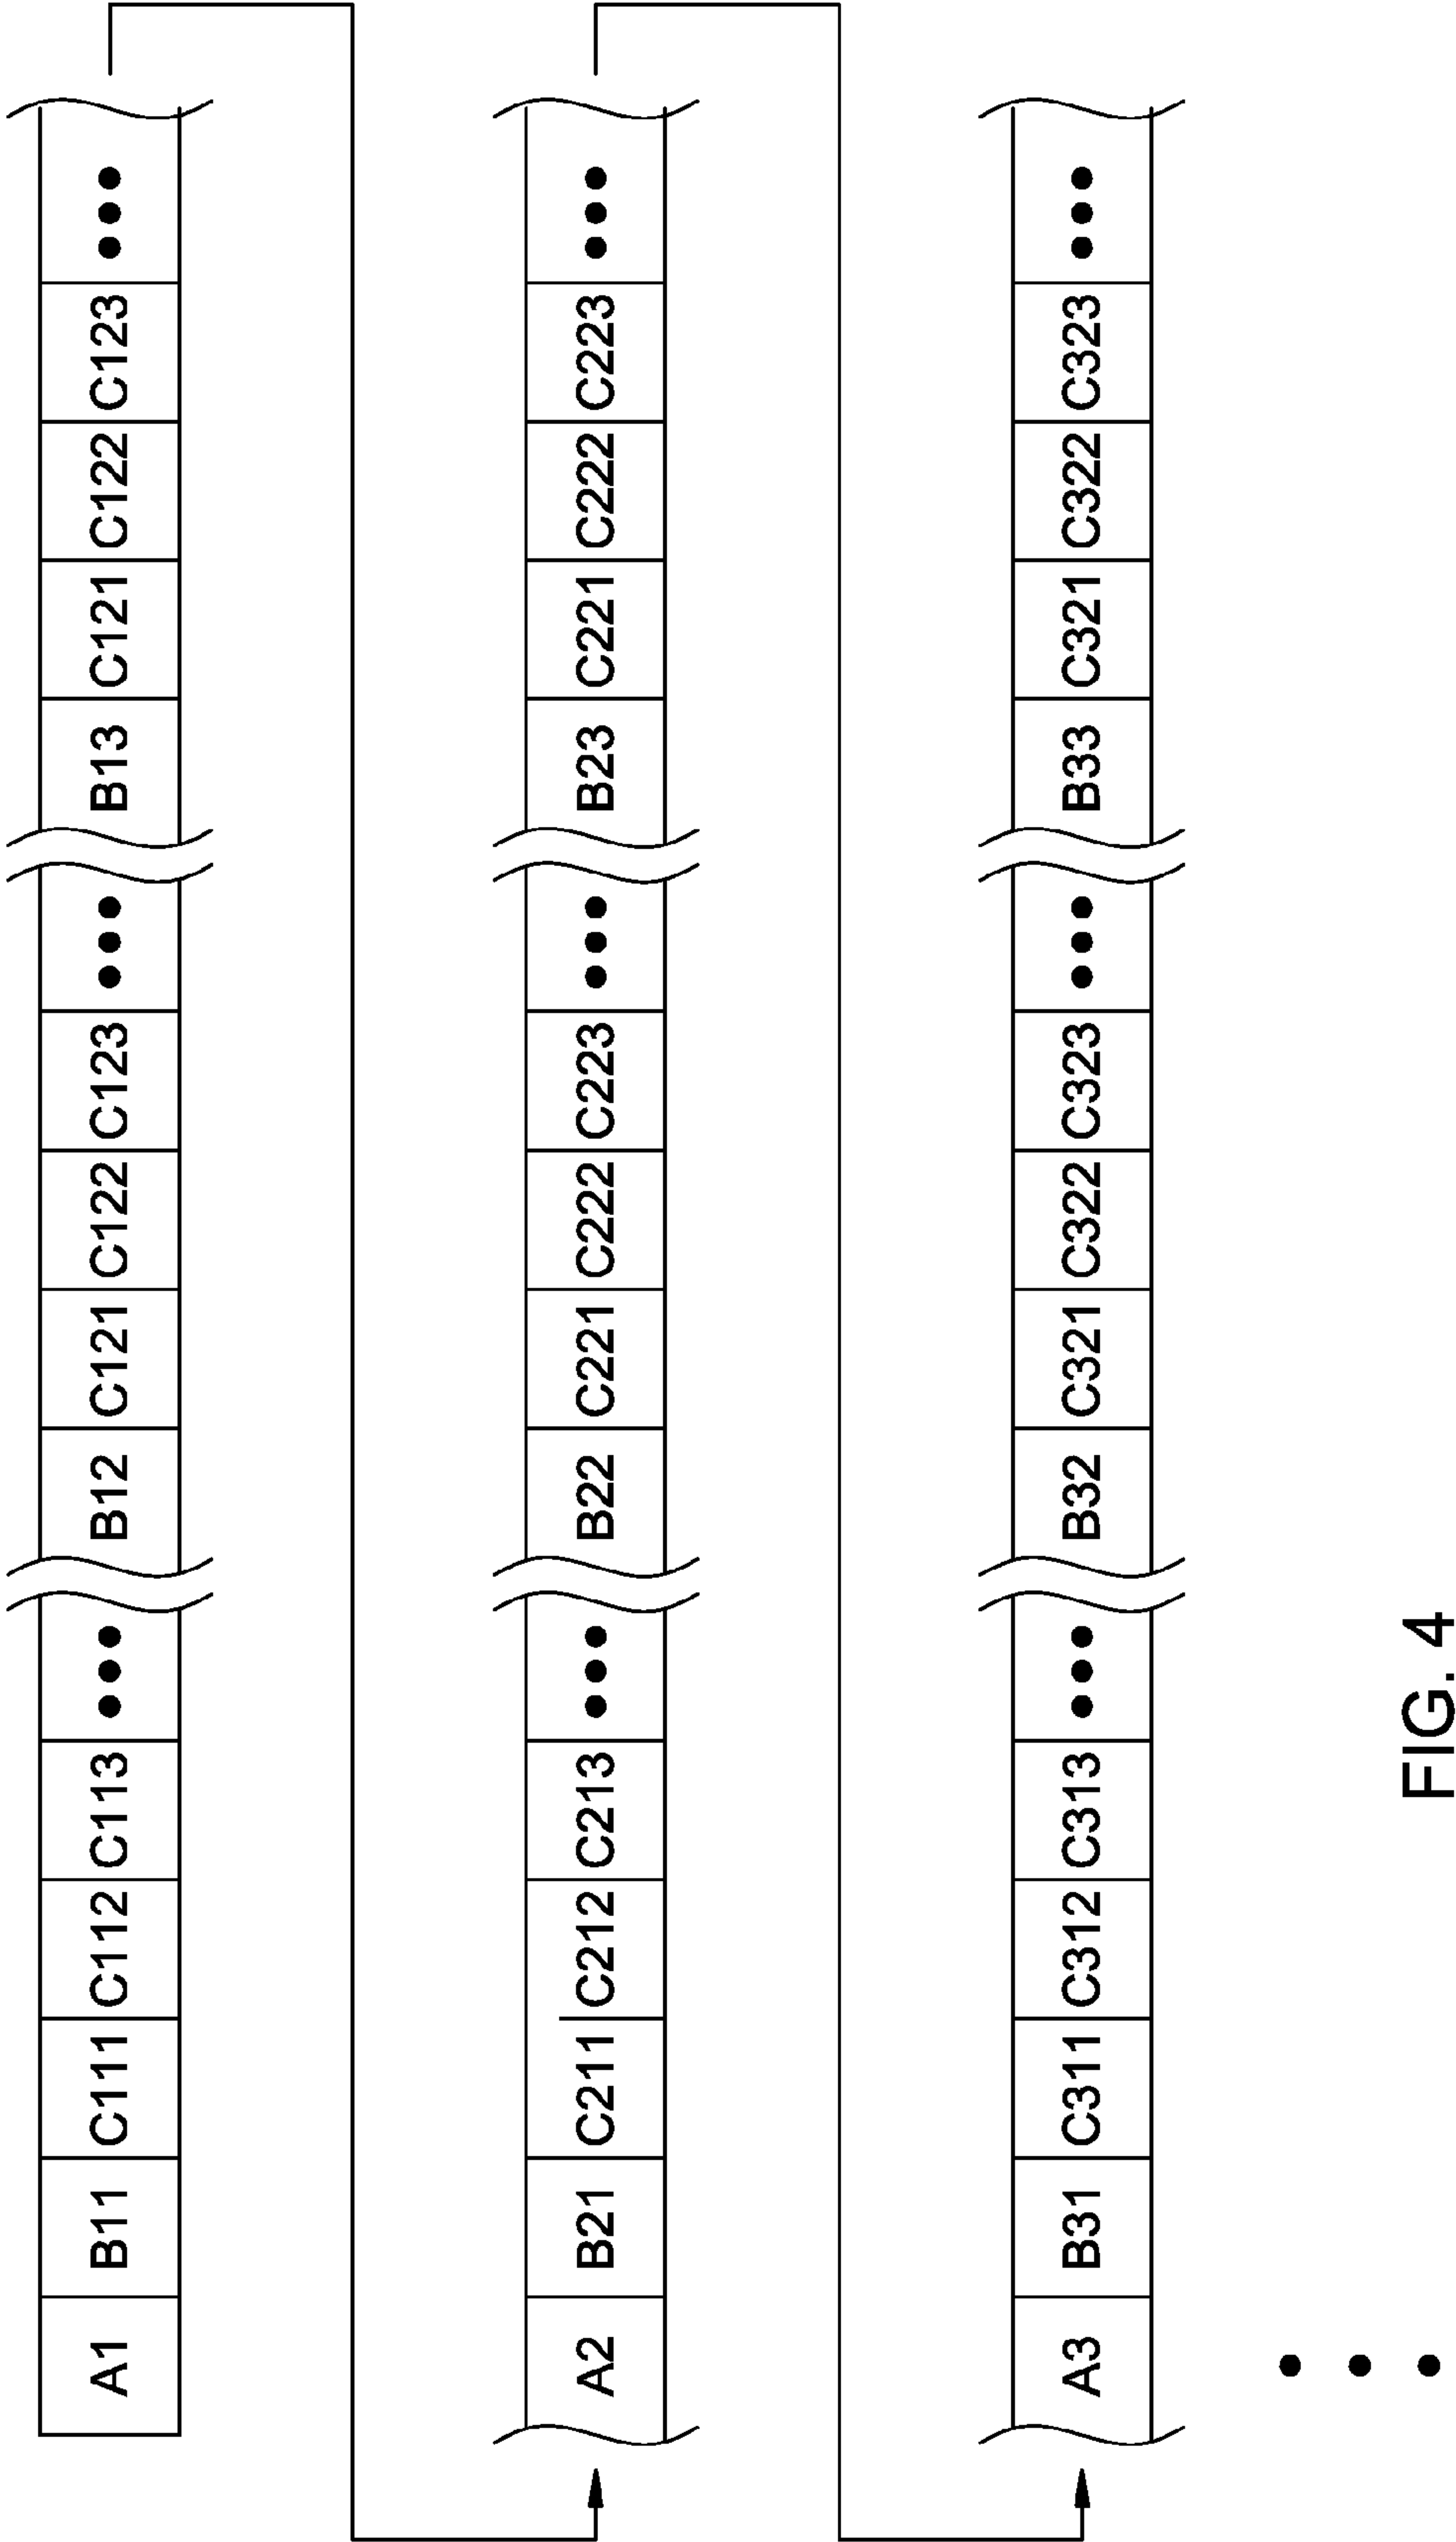 A1 B11 C111 C112 C113 ••• B12 C121 C122 C123 ••• B13 C121 C122 C123 •••
A2 B21 C211 C212 C213 ••• B22 C221 C222 C223 ••• B23 C221 C222 C223 •••
A3 B31 C311 C312 C313 ••• B32 C321 C322 C323 ••• B33 C321 C322 C323 •••
FIG. 4